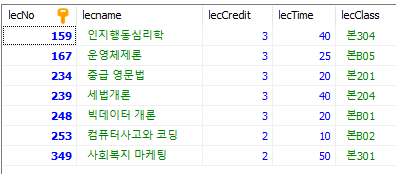 lecNo lecname lecCredit lecTime lecClass
159 인지행동심리학 3 40 본304
167 운영체제론 3 25 본B05
234 중급 영문법 3 20 본201
239 세법개론 3 40 본204
248 빅데이터 개론 3 20 본B01
253 컴퓨터사고와 코딩 2 10 본B02
349 사회복지 마케팅 2 50 본301